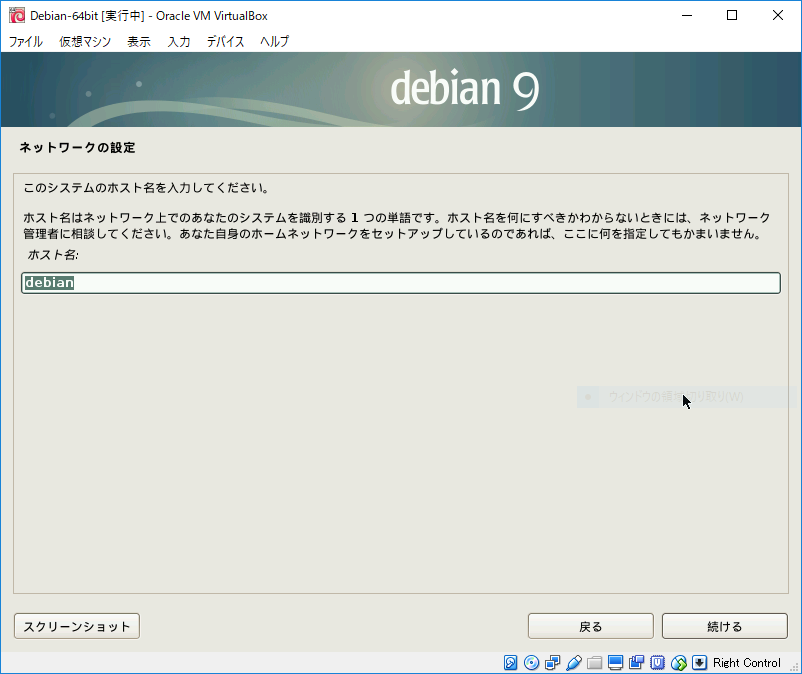 Debian-64bit [実行中] - Oracle VM VirtualBox
ファイル 仮想マシン 表示 入力 デバイス ヘルプ
debian 9
ネットワークの設定
このシステムのホスト名を入力してください。
ホスト名はネットワーク上でのあなたのシステムを識別する 1 つの単語です。ホスト名を何にすべきかわからないときには、ネットワーク
管理者に相談してください。あなた自身のホームネットワークをセットアップしているのであれば、ここに何を指定してもかまいません。
ホスト名:
debian
スクリーンショット 戻る 続ける
Right Control